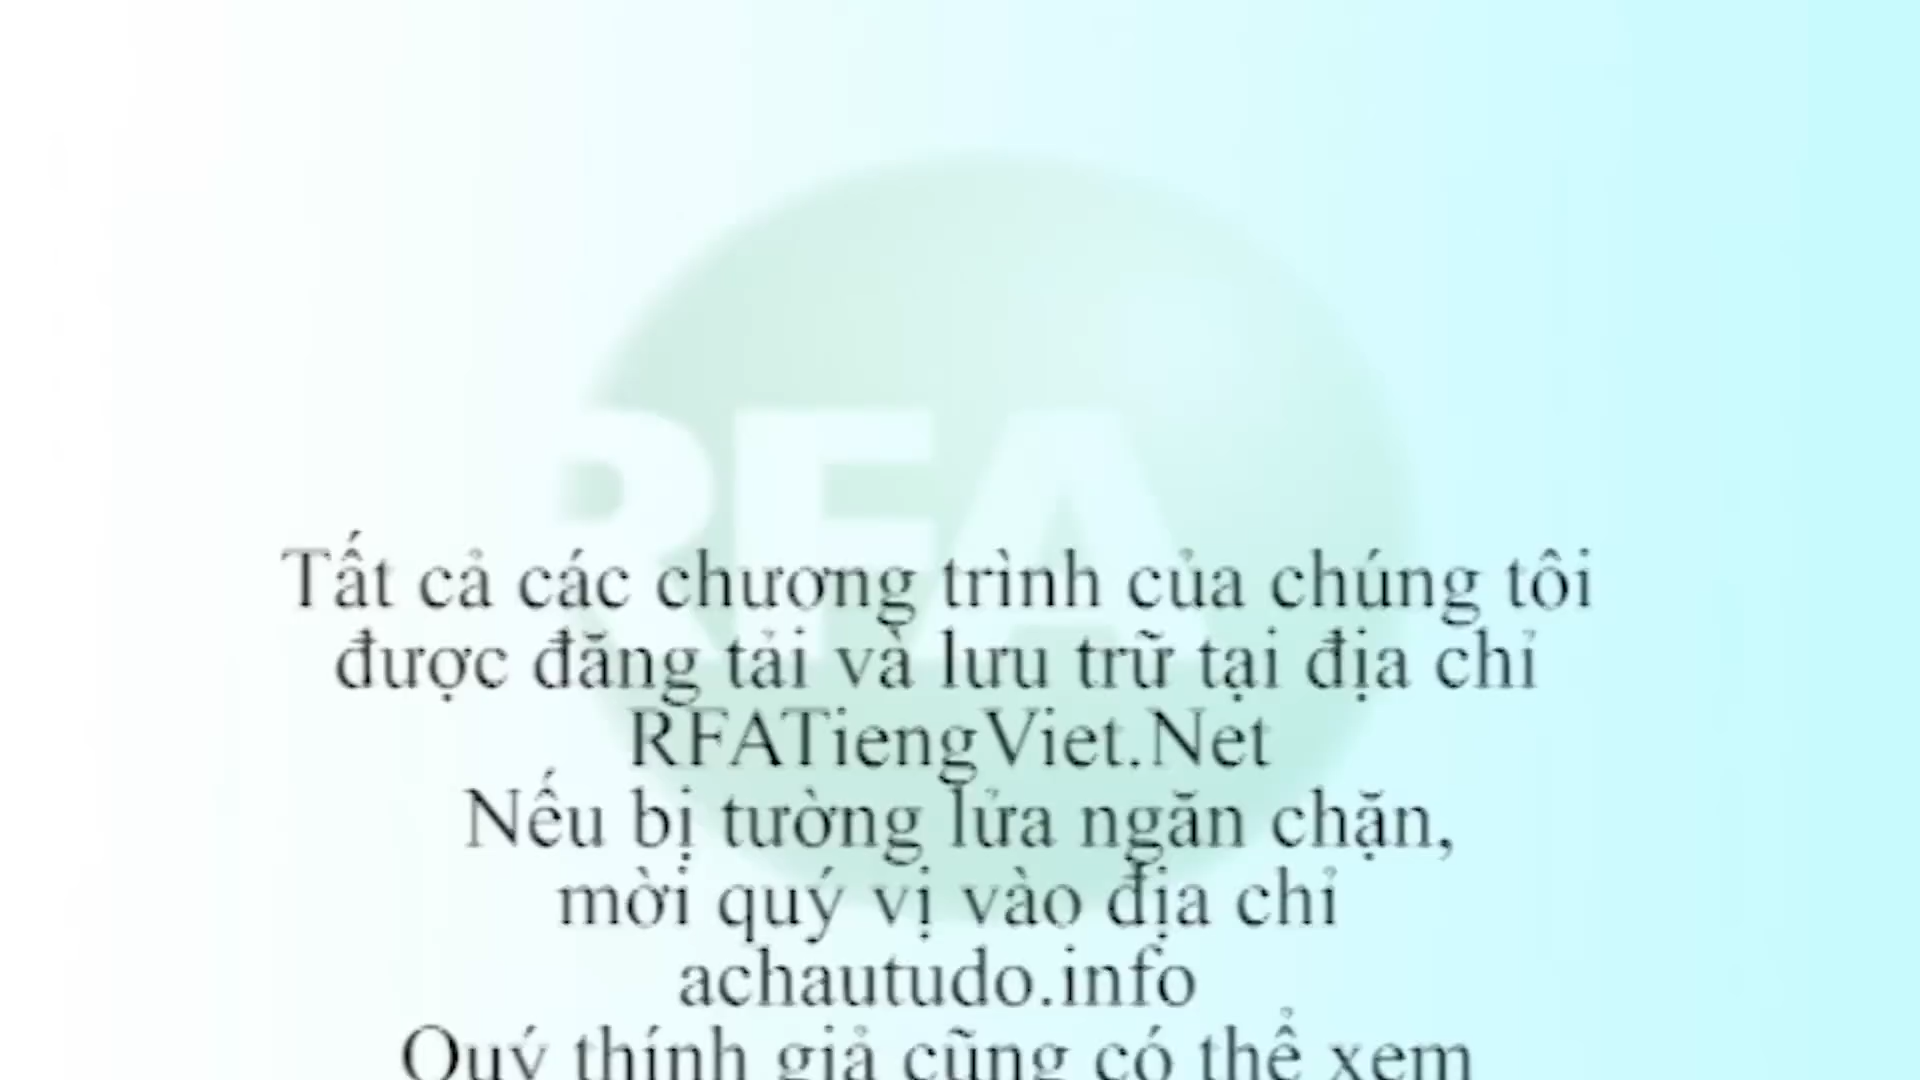 RFA
Tất cả các chương trình của chúng tôi
được đăng tải và lưu trữ tại địa chỉ
RFATiengViet.Net
Nếu bị tường lửa ngăn chặn,
mời quý vị vào địa chỉ
achautudo.info
Quý thính giả cũng có thể xem